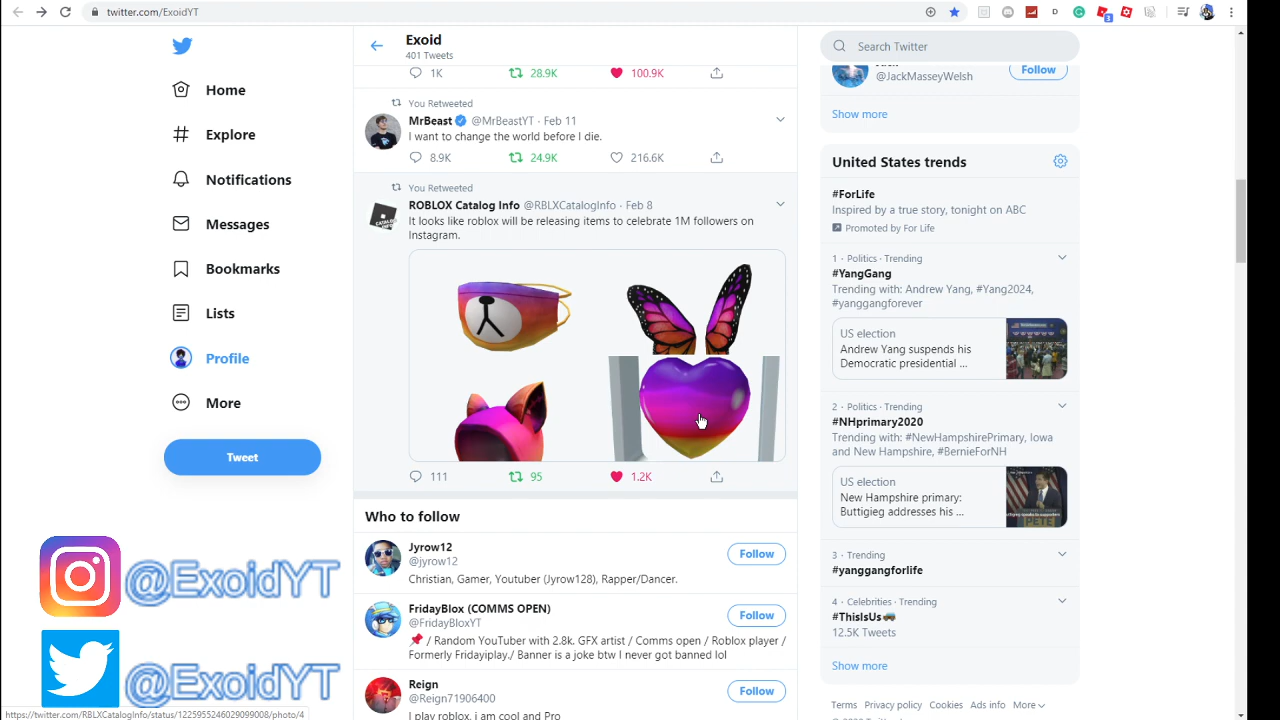 twitter.com/ExoidYT
3
Home
Explore
Notifications
Messages
Bookmarks
Lists
Profile
More
Tweet
@ExoidYT
@ExoidYT
https://twitter.com/RBLXCatalogInfo/status/1225955246029099008/photo/4
Exoid
401 Tweets
1K 28.9K 100.9K
You Retweeted
MrBeast @MrBeastYT · Feb 11
I want to change the world before I die.
8.9K 24.9K 216.6K
You Retweeted
ROBLOX Catalog Info @RBLXCatalogInfo · Feb 8
It looks like roblox will be releasing items to celebrate 1M followers on
Instagram.
111 95 1.2K
Who to follow
Jyrow12
@jyrow12
Follow
Christian, Gamer, Youtuber (Jyrow128), Rapper/Dancer.
FridayBlox (COMMS OPEN)
@FridayBloxYT
Follow
/ Random YouTuber with 2.8k. GFX artist / Comms open / Roblox player /
Formerly Fridayiplay./ Banner is a joke btw I never got banned lol
Reign
@Reign71906400
Follow
I play roblox, i am cool and Pro
Search Twitter
@JackMasseyWelsh
Follow
Show more
United States trends
#ForLife
Inspired by a true story, tonight on ABC
Promoted by For Life
1 · Politics · Trending
#YangGang
Trending with: Andrew Yang, #Yang2024,
#yanggangforever
US election
Andrew Yang suspends his
Democratic presidential ...
2 · Politics · Trending
#NHprimary2020
Trending with: #NewHampshirePrimary, Iowa
and New Hampshire, #BernieForNH
US election
New Hampshire primary:
Buttigieg addresses his ...
3 · Trending
#yanggangforlife
4 · Celebrities · Trending
#ThisIsUs
12.5K Tweets
Show more
Terms Privacy policy Cookies Ads info More